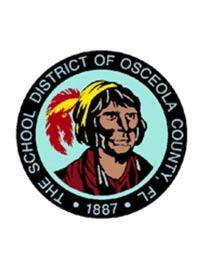 • THE SCHOOL DISTRICT OF OSCEOLA COUNTY, FL •
1887